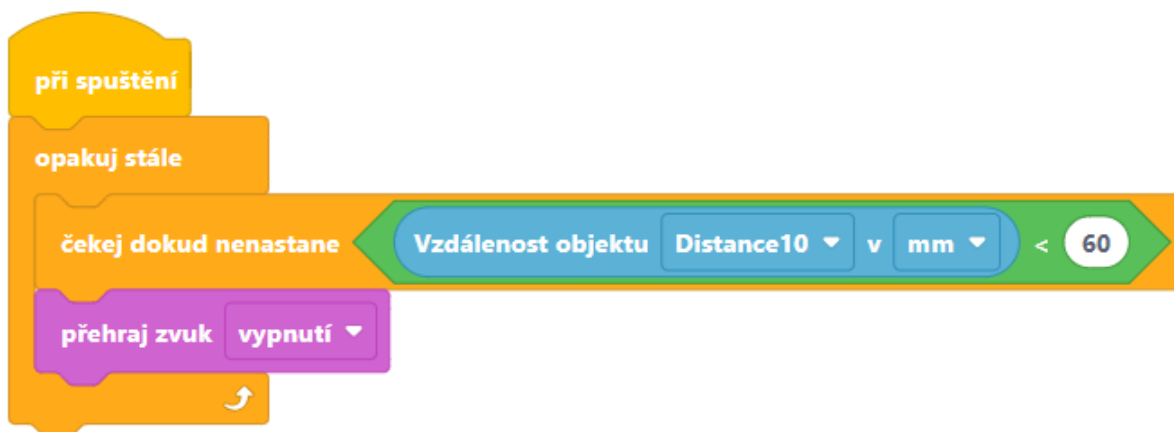 při spuštění
opakuj stále
čekej dokud nenastane Vzdálenost objektu Distance10 v mm < 60
přehraj zvuk vypnutí